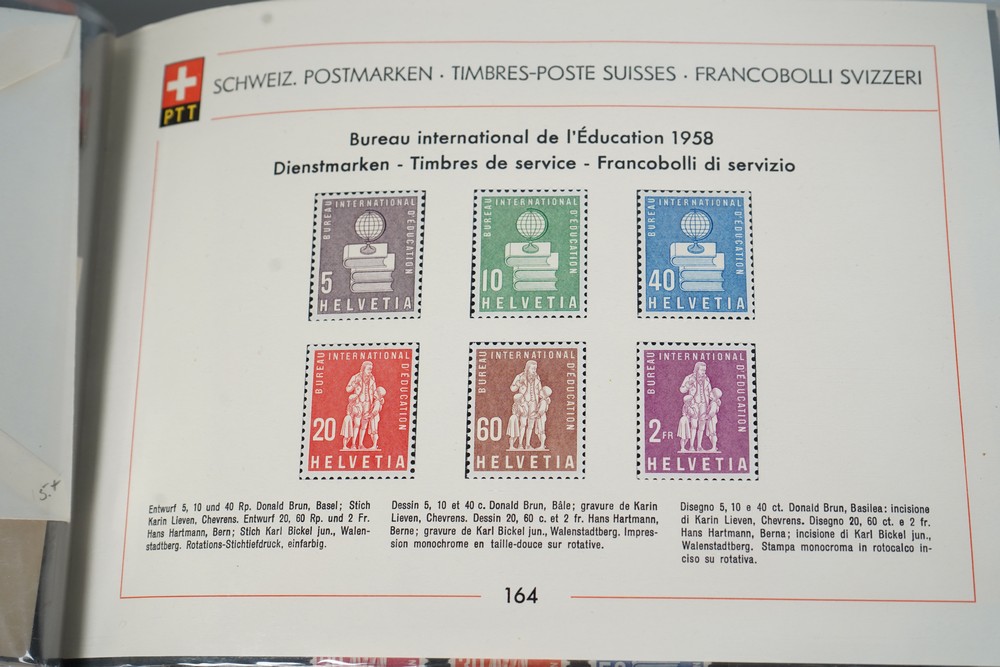 SCHWEIZ. POSTMARKEN · TIMBRES-POSTE SUISSES · FRANCOBOLLI SVIZZERI
PTT
Bureau international de l'Éducation 1958
Dienstmarken - Timbres de service - Francobolli di servizio
BUREAU INTERNATIONAL D'ÉDUCATION
5
HELVETIA
BUREAU INTERNATIONAL D'ÉDUCATION
10
HELVETIA
BUREAU INTERNATIONAL D'ÉDUCATION
40
HELVETIA
BUREAU INTERNATIONAL D'ÉDUCATION
20
HELVETIA
BUREAU INTERNATIONAL D'ÉDUCATION
60
HELVETIA
BUREAU INTERNATIONAL D'ÉDUCATION
2 FR
HELVETIA
Entwurf 5, 10 und 40 Rp. Donald Brun, Basel; Stich
Karin Lieven, Chevrens. Entwurf 20, 60 Rp. und 2 Fr.
Hans Hartmann, Bern; Stich Karl Bickel jun., Walen-
stadtberg. Rotations-Stichtiefdruck, einfarbig.
Dessin 5, 10 et 40 c. Donald Brun, Bâle; gravure de Karin
Lieven, Chevrens. Dessin 20, 60 c. et 2 fr. Hans Hartmann,
Berne; gravure de Karl Bickel jun., Walenstadtberg. Impres-
sion monochrome en taille-douce sur rotative.
Disegno 5, 10 e 40 ct. Donald Brun, Basilea: incisione
di Karin Lieven, Chevrens. Disegno 20, 60 ct. e 2 fr.
Hans Hartmann, Berna; incisione di Karl Bickel jun.,
Walenstadtberg. Stampa monocroma in rotocalco in-
ciso su rotativa.
164